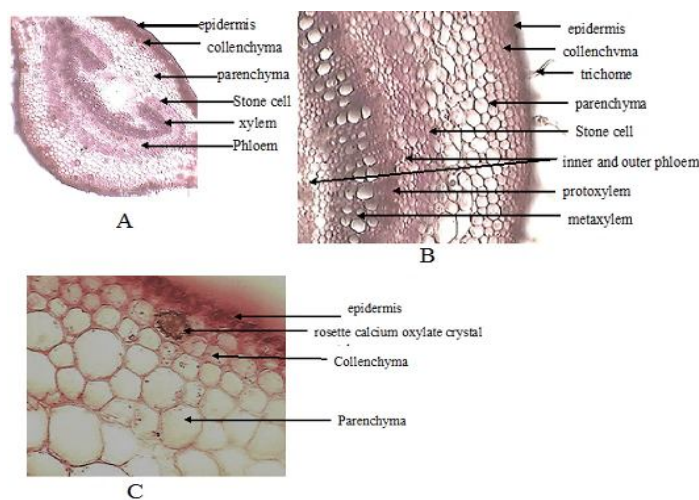 epidermis
collenchyma
parenchyma
Stone cell
xylem
Phloem
A
epidermis
collenchvma
trichome
parenchyma
Stone cell
inner and outer phloem
protoxylem
metaxylem
B
epidermis
rosette calcium oxylate crystal
Collenchyma
Parenchyma
C